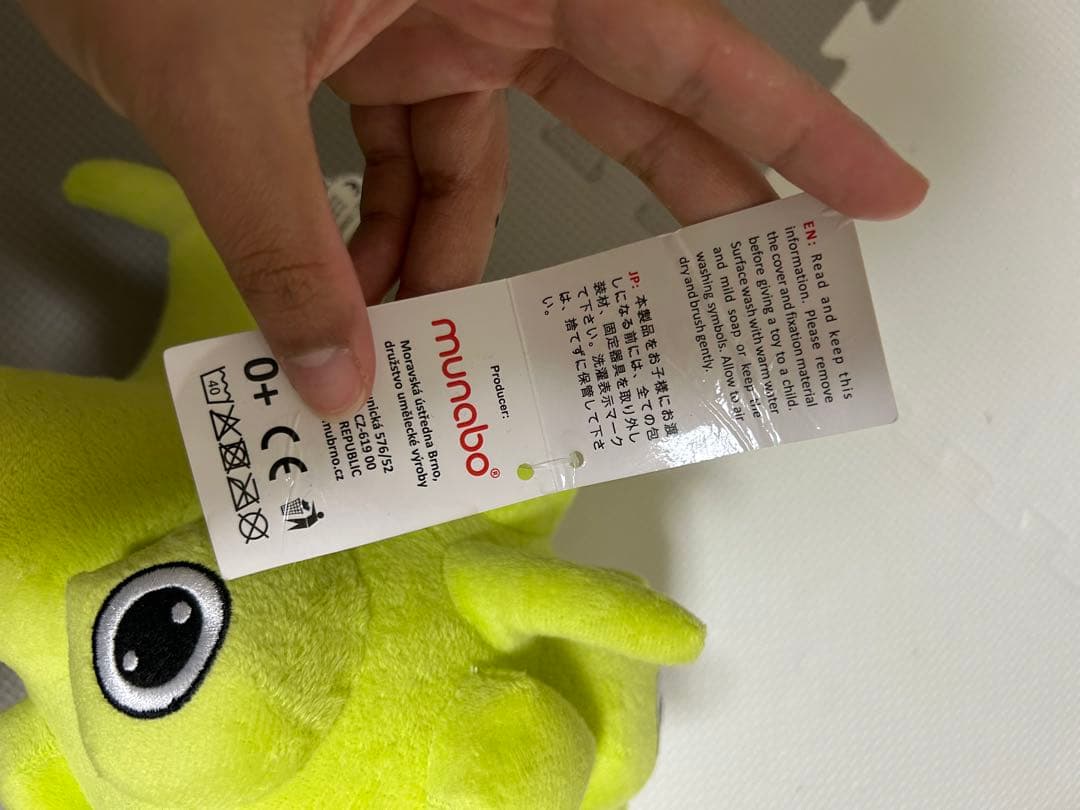 EN: Read and keep this
information. Please remove
the cover and fixation material
before giving a toy to a child.
Surface wash with warm water
and mild soap or keep the
washing symbols. Allow to air
dry and brush gently.
JP: 本製品をお子様にお渡
しになる前には、全ての包
装材、固定器具を取り外し
て下さい。洗濯表示マーク
は、捨てずに保管して下さ
い。
Producer:
munabo®
Moravská ústředna Brno,
družstvo umělecké výroby
nická 576/52
CZ-619 00
REPUBLIC
.nubrno.cz
0+ CE
40